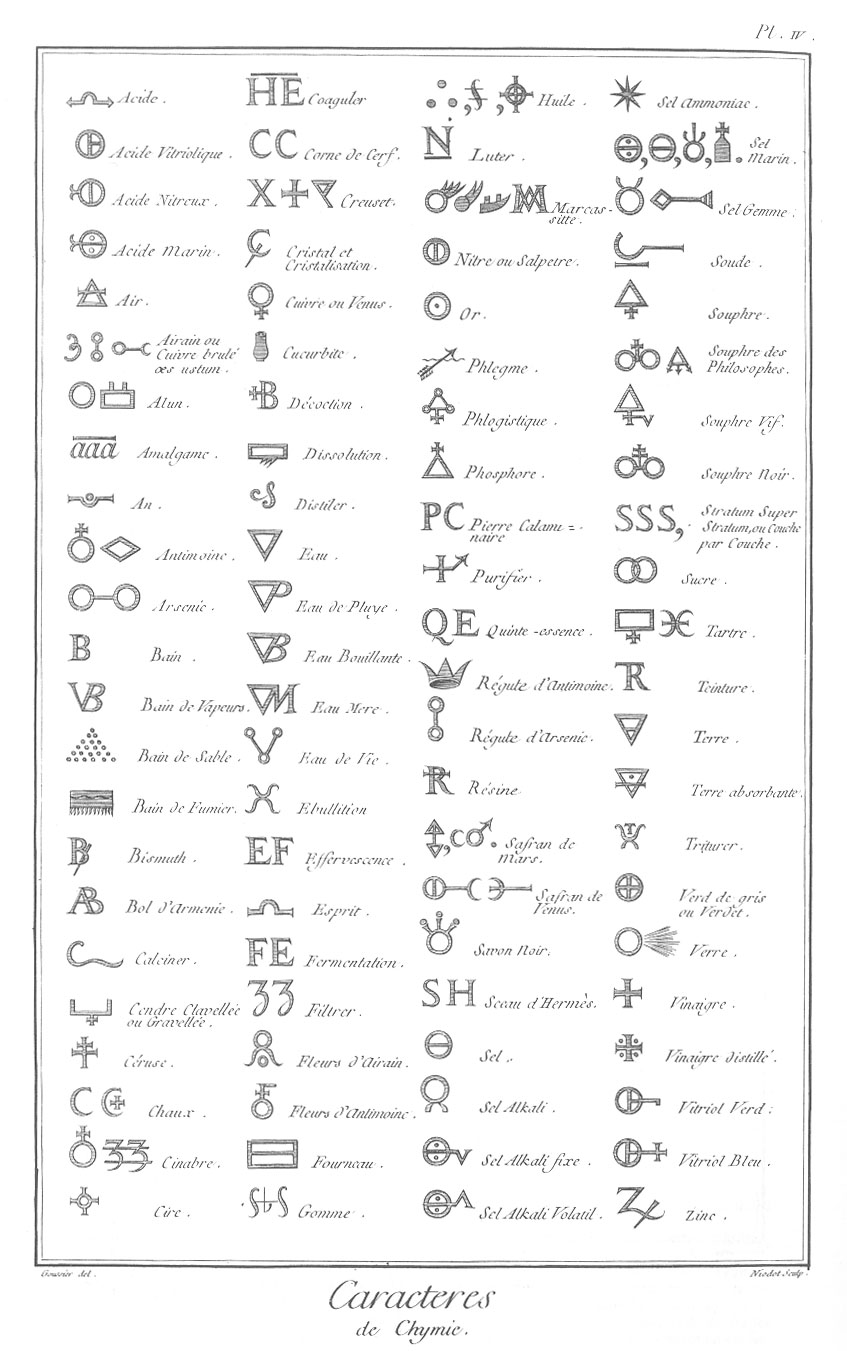 Pl. IV.
Acide.
Acide Vitriolique.
Acide Nitreux.
Acide Marin.
Air.
Airain ou
Cuivre brulé
æs ustum.
Alun.
aaa Amalgame.
An.
Antimoine.
Arsenic.
B Bain.
VB Bain de Vapeurs.
Bain de Sable.
Bain de Fumier.
B Bismuth.
AB Bol d'Armenie.
Calciner.
Cendre Clavellée
ou Gravellée.
Céruse.
C Chaux.
Cinabre.
Cire.
HE Coaguler
CC Corne de Cerf.
X Creuset.
Cristal et
Cristalisation.
Cuivre ou Vénus.
Cucurbite.
B Décoction.
Dissolution.
Distiler.
Eau.
Eau de Pluye.
Eau Bouillante.
Eau Mere.
Eau de Vie.
Ebullition
EF Effervescence.
Esprit.
FE Fermentation.
33 Filtrer.
Fleurs d'Airain.
Fleurs d'Antimoine.
Fourneau.
Gomme.
Huile.
N Luter.
Marcas-
sitte.
Nitre ou Salpetre.
Or.
Phlegme.
Phlogistique.
Phosphore.
PC Pierre Calami =
naire
Purifier.
QE Quinte-essence.
Régule d'Antimoine.
Régule d'Arsenic.
R Résine
Safran de
Mars.
Safran de
Vénus.
Savon Noir.
SH Sceau d'Hermès.
Sel.
Sel Alkali.
Sel Alkali fixe.
Sel Alkali Volatil.
Sel Ammoniac.
Sel
Marin.
Sel Gemme.
Soude.
Souphre.
Souphre des
Philosophes.
Souphre Vif.
Souphre Noir.
SSS, Stratum Super
Stratum, ou Couche
par Couche.
Sucre.
Tartre.
Teinture.
Terre.
Terre absorbante.
Triturer.
Verd de gris
ou Verdet.
Verre.
Vinaigre.
Vinaigre distillé.
Vitriol Verd.
Vitriol Bleu.
Zinc.
Goussier del.
Niodot Sculp.
Caracteres
de Chymie.